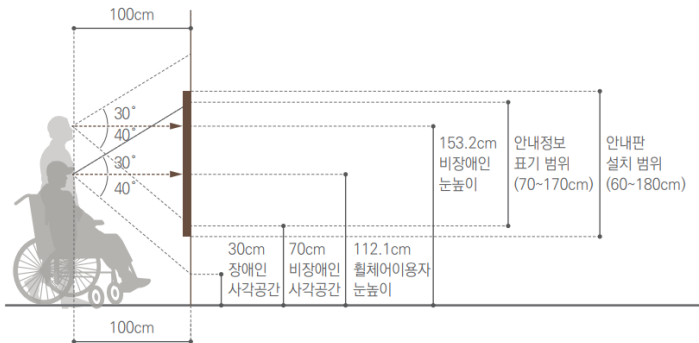 100cm
30°
40°
30°
40°
153.2cm
비장애인
눈높이
안내정보
표기 범위
(70~170cm)
안내판
설치 범위
(60~180cm)
30cm
장애인
사각공간
70cm
비장애인
사각공간
112.1cm
휠체어이용자
눈높이
100cm